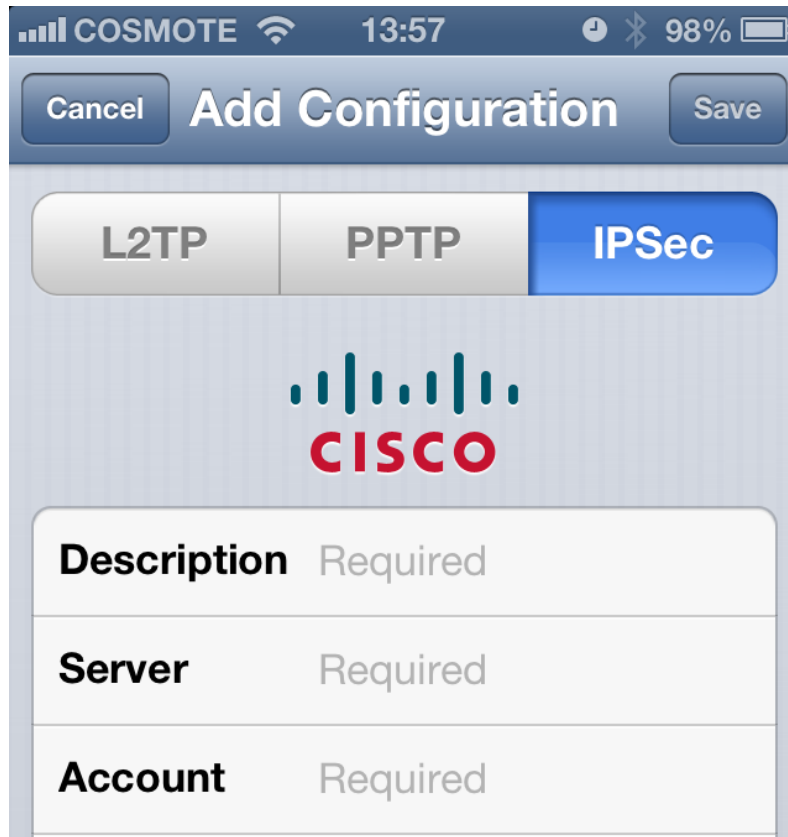 COSMOTE 13:57 98%
Cancel Add Configuration Save
L2TP PPTP IPSec
CISCO
Description Required
Server Required
Account Required